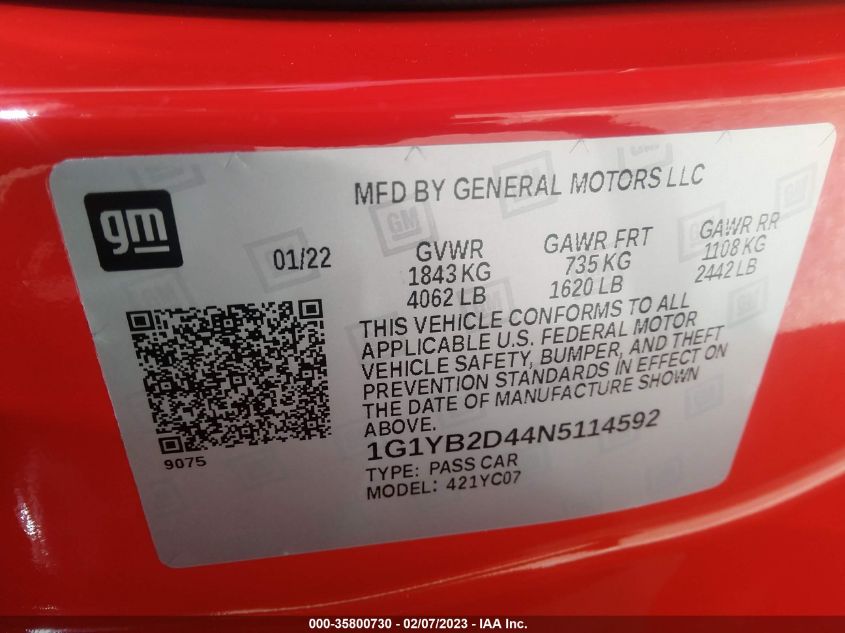 MFD BY GENERAL MOTORS LLC
gm
01/22
GVWR
1843 KG
4062 LB
GAWR FRT
735 KG
1620 LB
GAWR RR
1108 KG
2442 LB
THIS VEHICLE CONFORMS TO ALL
APPLICABLE U.S. FEDERAL MOTOR
VEHICLE SAFETY, BUMPER, AND THEFT
PREVENTION STANDARDS IN EFFECT ON
THE DATE OF MANUFACTURE SHOWN
ABOVE.
1G1YB2D44N5114592
TYPE: PASS CAR
MODEL: 421YC07
9075
000-35800730 - 02/07/2023 - IAA Inc.